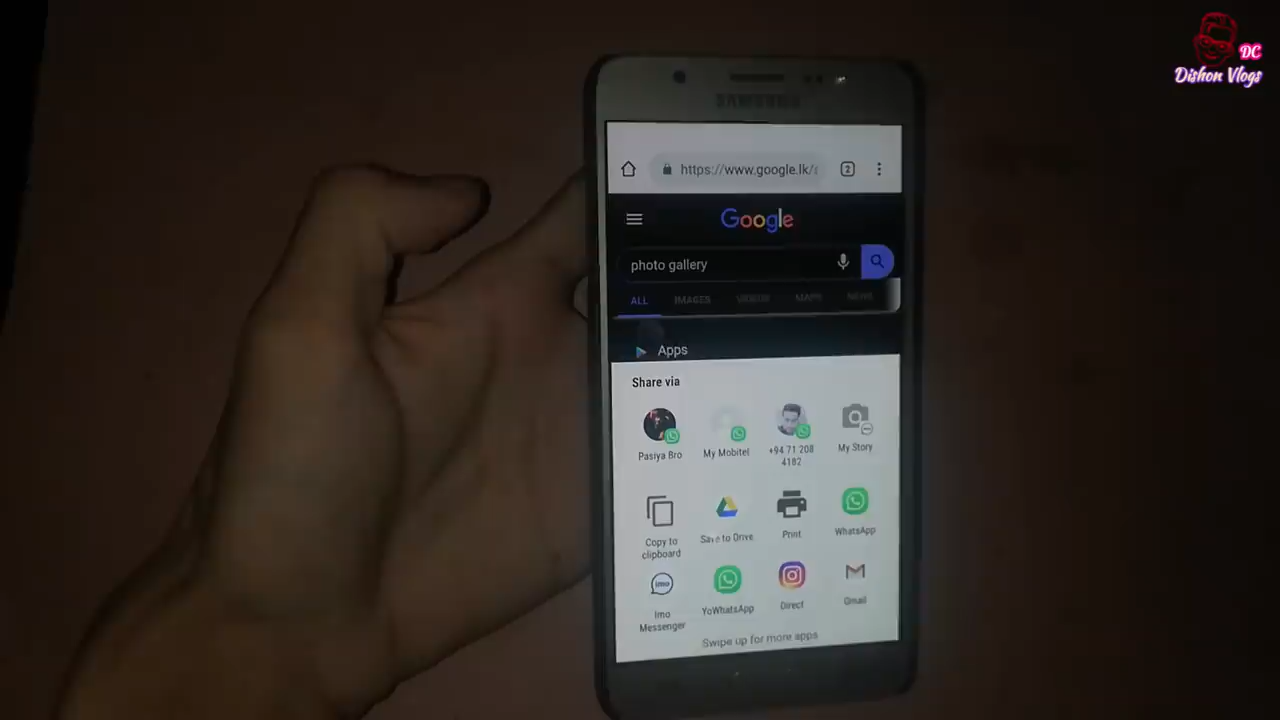 DC
Dishon Vlogs
SAMSUNG
https://www.google.lk/s
2
Google
photo gallery
ALL IMAGES VIDEOS MAPS NEWS
Apps
Share via
Pasiya Bro
My Mobitel
+94 71 208
4182
My Story
Copy to
clipboard
Save to Drive
Print
WhatsApp
imo
Imo
Messenger
YoWhatsApp
Direct
Gmail
Swipe up for more apps